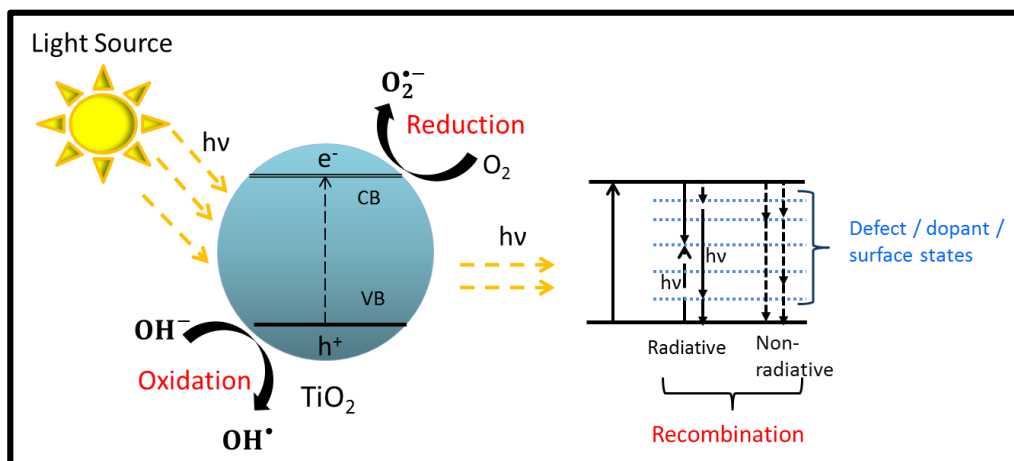 Light Source
hν
O₂•⁻
Reduction
O₂
e⁻
CB
VB
h⁺
OH⁻
Oxidation
OH•
TiO₂
hν
hν
hν
Defect / dopant /
surface states
Radiative
Non-
radiative
Recombination